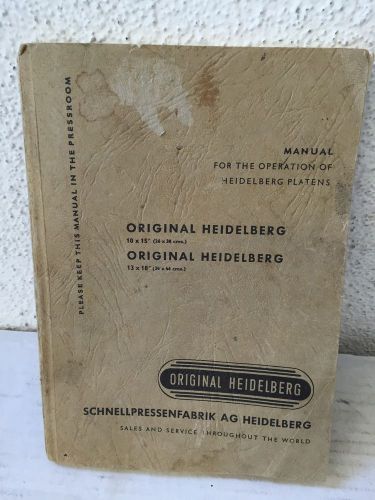 PLEASE KEEP THIS MANUAL IN THE PRESSROOM
MANUAL
FOR THE OPERATION OF
HEIDELBERG PLATENS
ORIGINAL HEIDELBERG
10 x 15" (26 x 38 cms.)
ORIGINAL HEIDELBERG
13 x 18" (34 x 46 cms.)
ORIGINAL HEIDELBERG
SCHNELLPRESSENFABRIK AG HEIDELBERG
SALES AND SERVICE THROUGHOUT THE WORLD